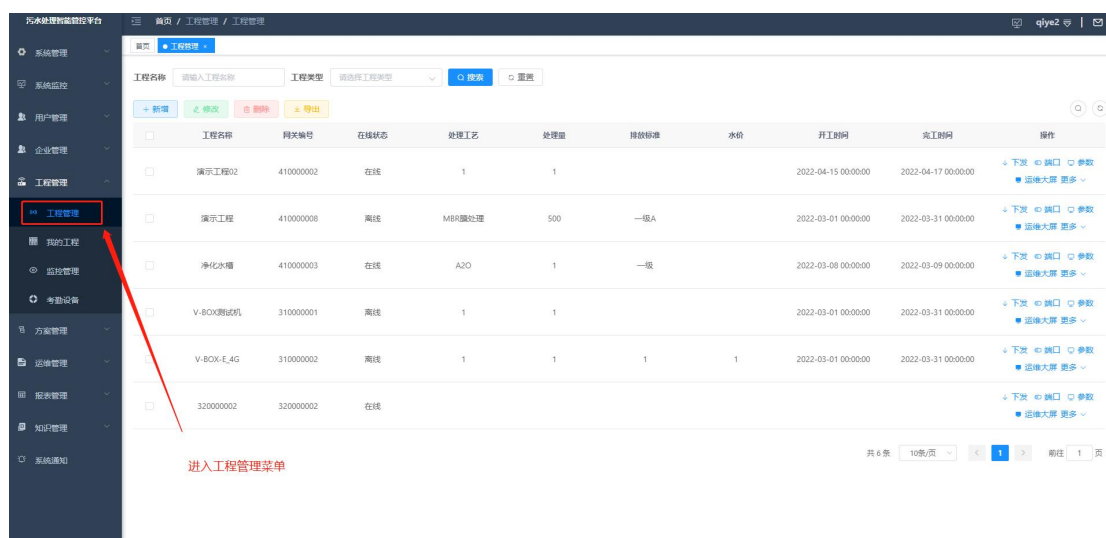 污水处理智能管控平台
首页 / 工程管理 / 工程管理
qiye2
系统管理
系统监控
用户管理
企业管理
工程管理
工程管理
我的工程
监控管理
考勤设备
方案管理
运维管理
报表管理
知识管理
系统通知
首页 工程管理 ×
工程名称 请输入工程名称 工程类型 请选择工程类型 搜索 重置
+ 新增 修改 删除 导出
工程名称 网关编号 在线状态 处理工艺 处理量 排放标准 水价 开工时间 完工时间 操作
演示工程02 410000002 在线 1 1 2022-04-15 00:00:00 2022-04-17 00:00:00 下发 端口 参数
运维大屏 更多
演示工程 410000008 离线 MBR膜处理 500 一级A 2022-03-01 00:00:00 2022-03-31 00:00:00 下发 端口 参数
运维大屏 更多
净化水槽 410000003 在线 A2O 1 一级 2022-03-08 00:00:00 2022-03-09 00:00:00 下发 端口 参数
运维大屏 更多
V-BOX测试机 310000001 离线 1 1 2022-03-01 00:00:00 2022-03-31 00:00:00 下发 端口 参数
运维大屏 更多
V-BOX-E_4G 310000002 离线 1 1 1 1 2022-03-01 00:00:00 2022-03-31 00:00:00 下发 端口 参数
运维大屏 更多
320000002 320000002 在线 下发 端口 参数
运维大屏 更多
共 6 条 10条/页 < 1 > 前往 1 页
进入工程管理菜单